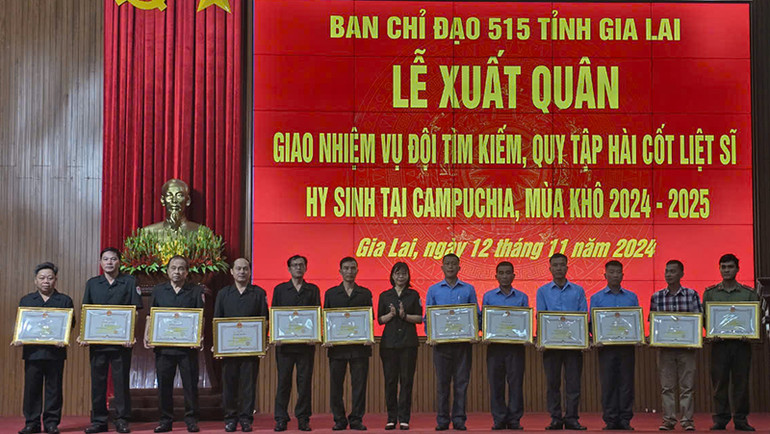 BAN CHỈ ĐẠO 515 TỈNH GIA LAI
LỄ XUẤT QUÂN
GIAO NHIỆM VỤ ĐỘI TÌM KIẾM, QUY TẬP HÀI CỐT LIỆT SĨ
HY SINH TẠI CAMPUCHIA, MÙA KHÔ 2024 - 2025
Gia Lai, ngày 12 tháng 11 năm 2024